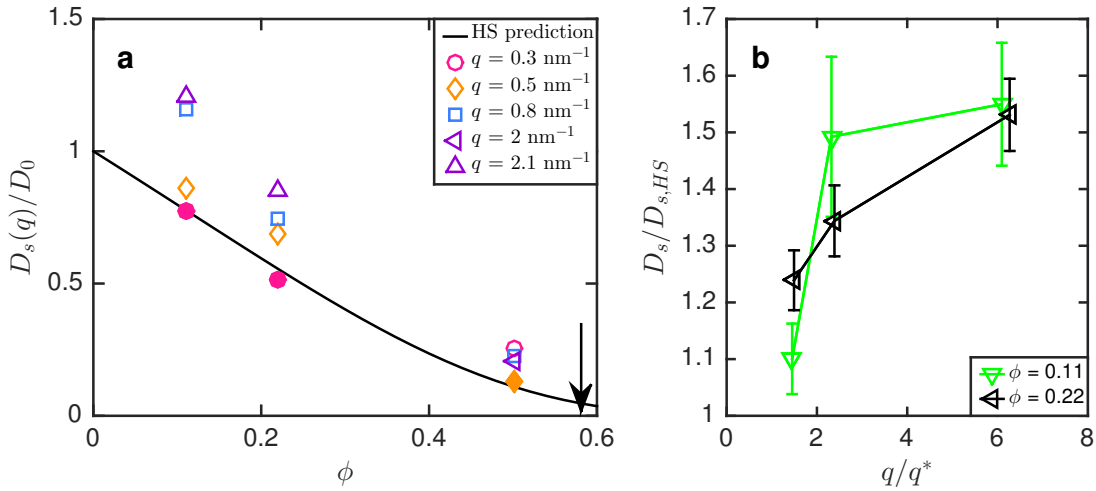 a
1.5
1
0.5
0
0
0.2
0.4
0.6
D_s(q)/D_0
ϕ
HS prediction
q = 0.3 nm⁻¹
q = 0.5 nm⁻¹
q = 0.8 nm⁻¹
q = 2 nm⁻¹
q = 2.1 nm⁻¹
b
1.7
1.6
1.5
1.4
1.3
1.2
1.1
1
0
2
4
6
8
D_s/D_{s,HS}
q/q*
ϕ = 0.11
ϕ = 0.22